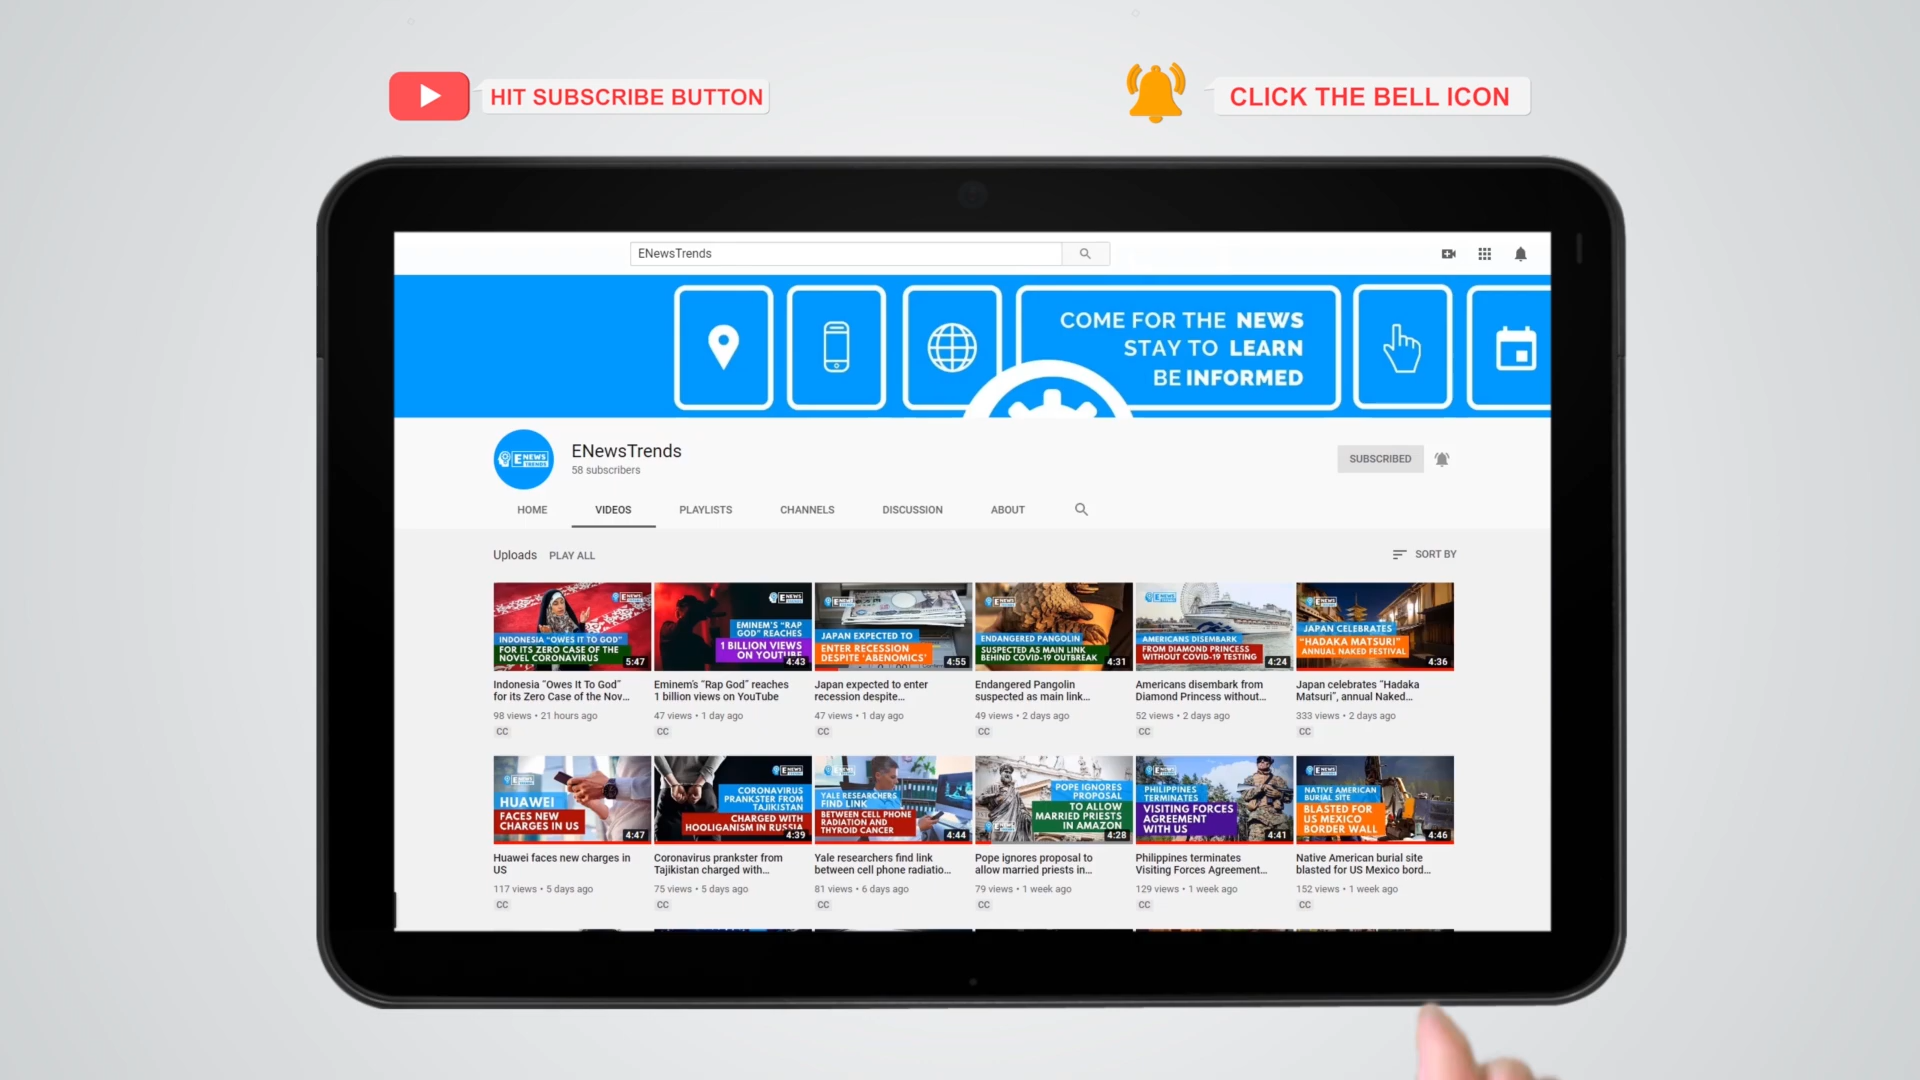 HIT SUBSCRIBE BUTTON
CLICK THE BELL ICON
ENewsTrends
COME FOR THE NEWS
STAY TO LEARN
BE INFORMED
E NEWS
TRENDS
ENewsTrends
58 subscribers
SUBSCRIBED
HOME VIDEOS PLAYLISTS CHANNELS DISCUSSION ABOUT
Uploads PLAY ALL
SORT BY
INDONESIA "OWES IT TO GOD"
FOR ITS ZERO CASE OF THE
NOVEL CORONAVIRUS
5:47
EMINEM'S "RAP
GOD" REACHES
1 BILLION VIEWS
ON YOUTUBE
4:43
JAPAN EXPECTED TO
ENTER RECESSION
DESPITE 'ABENOMICS'
4:55
ENDANGERED PANGOLIN
SUSPECTED AS MAIN LINK
BEHIND COVID-19 OUTBREAK
4:31
AMERICANS DISEMBARK
FROM DIAMOND PRINCESS
WITHOUT COVID-19 TESTING
4:24
JAPAN CELEBRATES
"HADAKA MATSURI"
ANNUAL NAKED FESTIVAL
4:36
Indonesia "Owes It To God"
for its Zero Case of the Nov...
98 views • 21 hours ago
CC
Eminem's "Rap God" reaches
1 billion views on YouTube
47 views • 1 day ago
CC
Japan expected to enter
recession despite...
47 views • 1 day ago
CC
Endangered Pangolin
suspected as main link...
49 views • 2 days ago
CC
Americans disembark from
Diamond Princess without...
52 views • 2 days ago
CC
Japan celebrates "Hadaka
Matsuri", annual Naked...
333 views • 2 days ago
CC
HUAWEI
FACES NEW
CHARGES IN US
4:47
CORONAVIRUS
PRANKSTER FROM
TAJIKISTAN
CHARGED WITH
HOOLIGANISM IN RUSSIA
4:39
YALE RESEARCHERS
FIND LINK
BETWEEN CELL PHONE
RADIATION AND
THYROID CANCER
4:44
POPE IGNORES
PROPOSAL
TO ALLOW
MARRIED PRIESTS
IN AMAZON
4:28
PHILIPPINES
TERMINATES
VISITING FORCES
AGREEMENT
WITH US
4:41
NATIVE AMERICAN
BURIAL SITE
BLASTED FOR
US MEXICO
BORDER WALL
4:46
Huawei faces new charges in
US
117 views • 5 days ago
CC
Coronavirus prankster from
Tajikistan charged with...
75 views • 5 days ago
CC
Yale researchers find link
between cell phone radiatio...
81 views • 6 days ago
CC
Pope ignores proposal to
allow married priests in...
79 views • 1 week ago
CC
Philippines terminates
Visiting Forces Agreement...
129 views • 1 week ago
CC
Native American burial site
blasted for US Mexico bord...
152 views • 1 week ago
CC